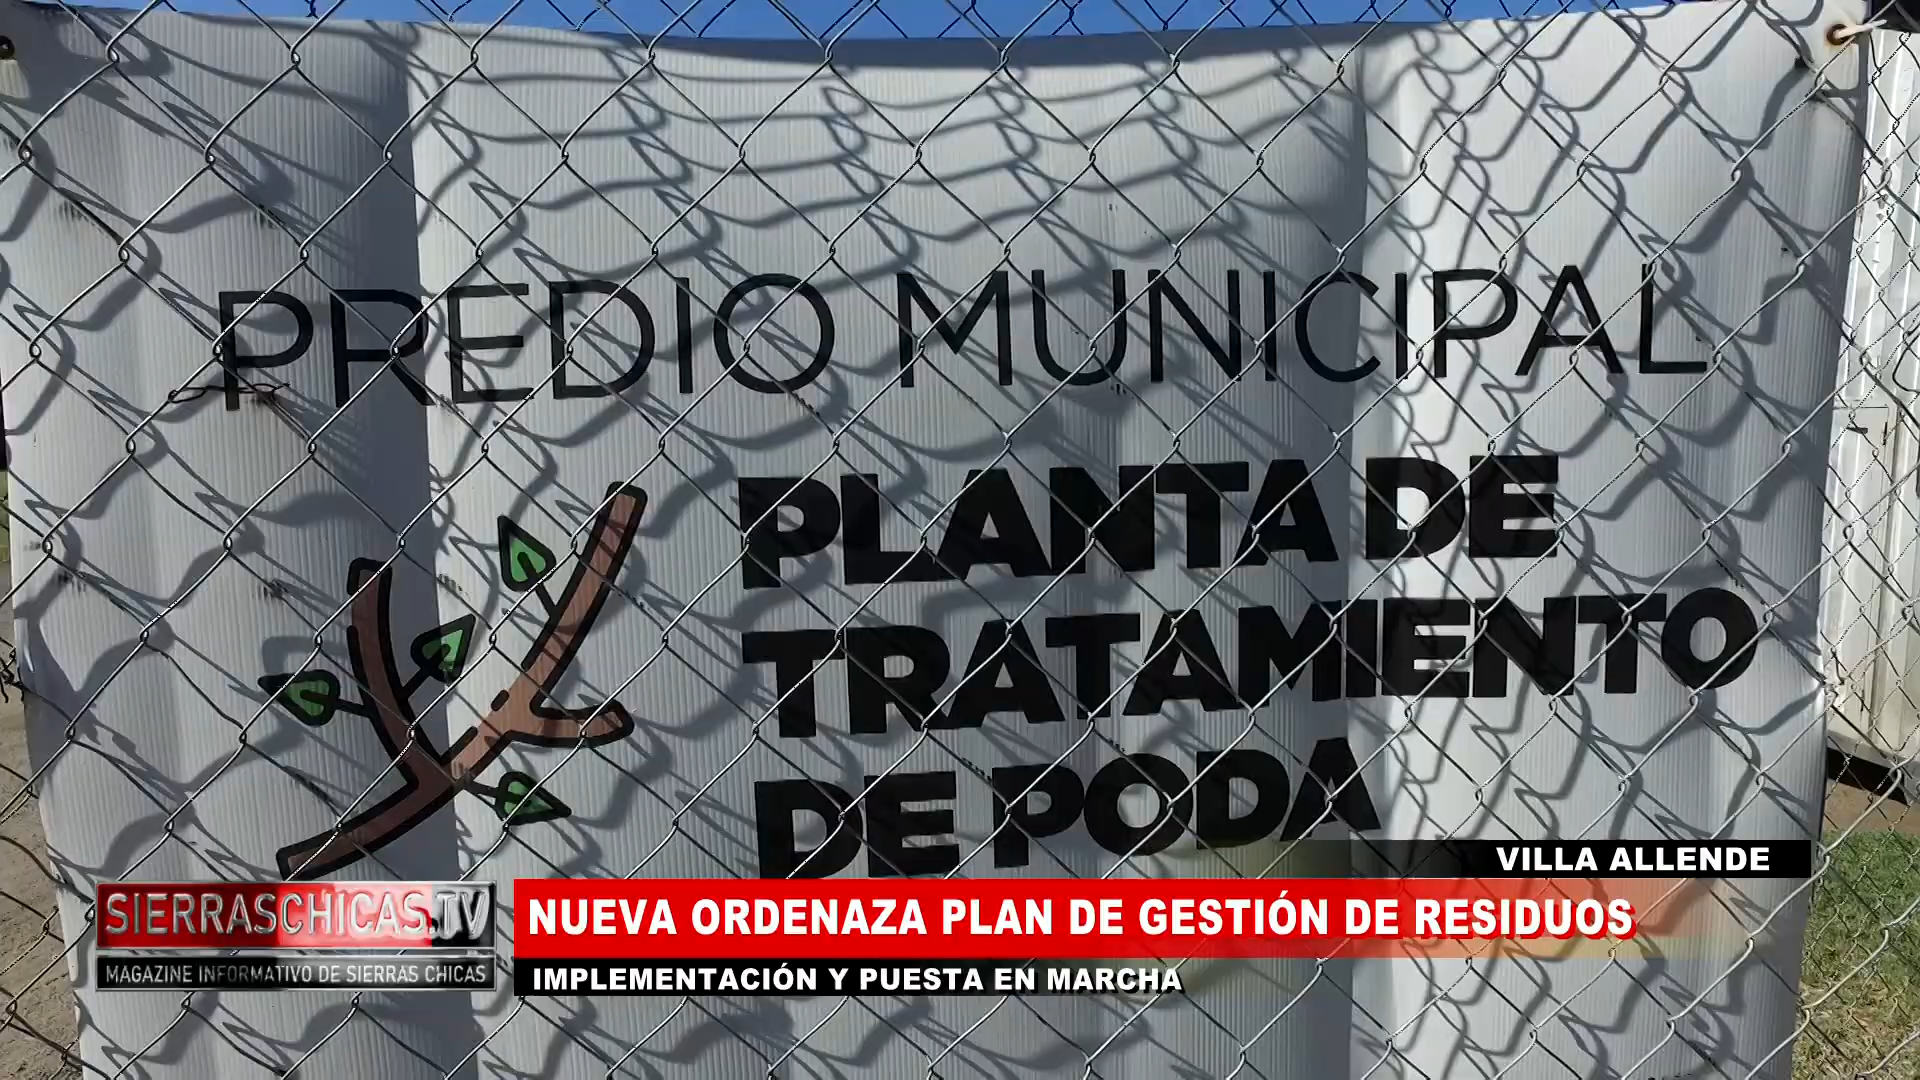 PREDIO MUNICIPAL
PLANTA DE
TRATAMIENTO
DE PODA
VILLA ALLENDE
SIERRASCHICAS.TV
MAGAZINE INFORMATIVO DE SIERRAS CHICAS
NUEVA ORDENAZA PLAN DE GESTIÓN DE RESIDUOS
IMPLEMENTACIÓN Y PUESTA EN MARCHA